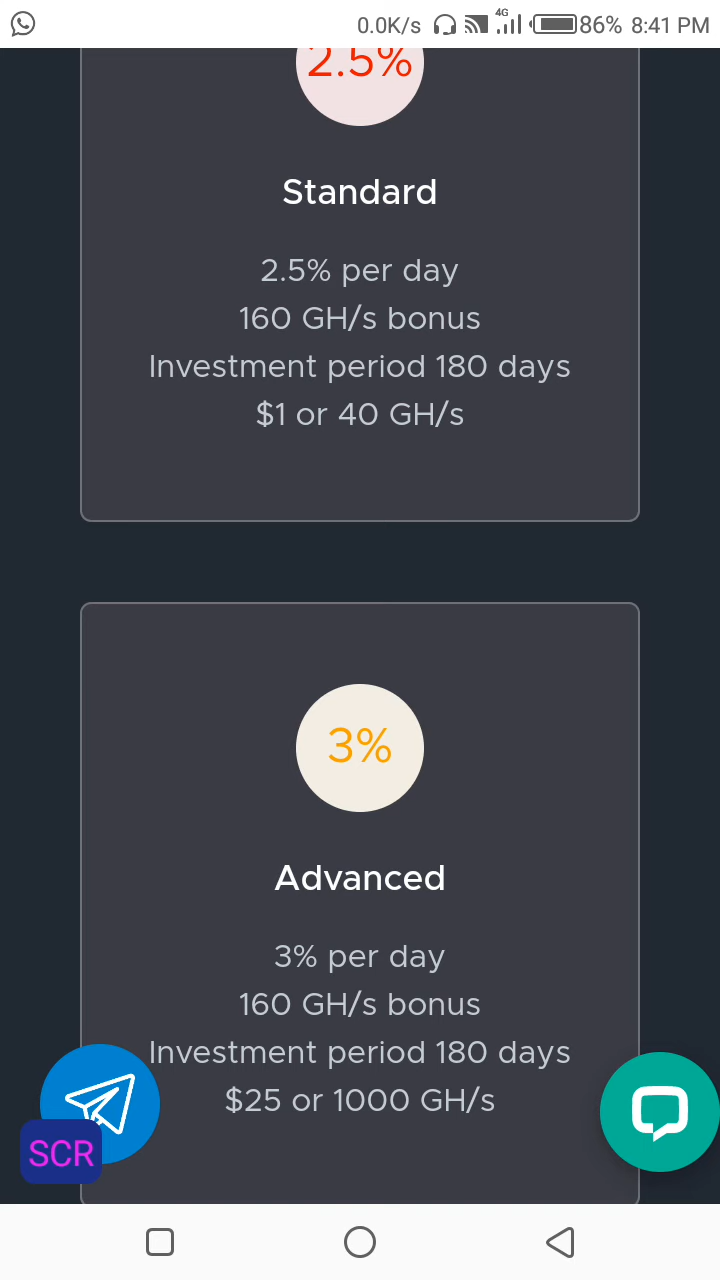 0.0K/s 4G 86% 8:41 PM
2.5%
Standard
2.5% per day
160 GH/s bonus
Investment period 180 days
$1 or 40 GH/s
3%
Advanced
3% per day
160 GH/s bonus
Investment period 180 days
$25 or 1000 GH/s
SCR